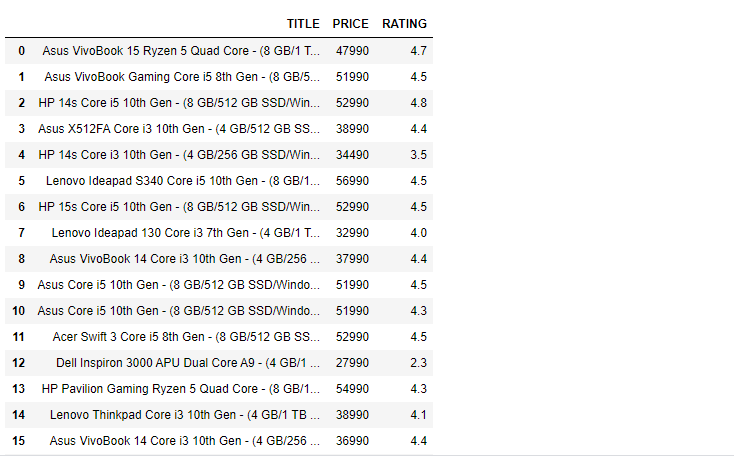 TITLE PRICE RATING
0 Asus VivoBook 15 Ryzen 5 Quad Core - (8 GB/1 T... 47990 4.7
1 Asus VivoBook Gaming Core i5 8th Gen - (8 GB/5... 51990 4.5
2 HP 14s Core i5 10th Gen - (8 GB/512 GB SSD/Win... 52990 4.8
3 Asus X512FA Core i3 10th Gen - (4 GB/512 GB SS... 38990 4.4
4 HP 14s Core i3 10th Gen - (4 GB/256 GB SSD/Win... 34490 3.5
5 Lenovo Ideapad S340 Core i5 10th Gen - (8 GB/1... 56990 4.5
6 HP 15s Core i5 10th Gen - (8 GB/512 GB SSD/Win... 52990 4.5
7 Lenovo Ideapad 130 Core i3 7th Gen - (4 GB/1 T... 32990 4.0
8 Asus VivoBook 14 Core i3 10th Gen - (4 GB/256 ... 37990 4.4
9 Asus Core i5 10th Gen - (8 GB/512 GB SSD/Windo... 51990 4.5
10 Asus Core i5 10th Gen - (8 GB/512 GB SSD/Windo... 51990 4.3
11 Acer Swift 3 Core i5 8th Gen - (8 GB/512 GB SS... 52990 4.5
12 Dell Inspiron 3000 APU Dual Core A9 - (4 GB/1 ... 27990 2.3
13 HP Pavilion Gaming Ryzen 5 Quad Core - (8 GB/1... 54990 4.3
14 Lenovo Thinkpad Core i3 10th Gen - (4 GB/1 TB ... 38990 4.1
15 Asus VivoBook 14 Core i3 10th Gen - (4 GB/256 ... 36990 4.4